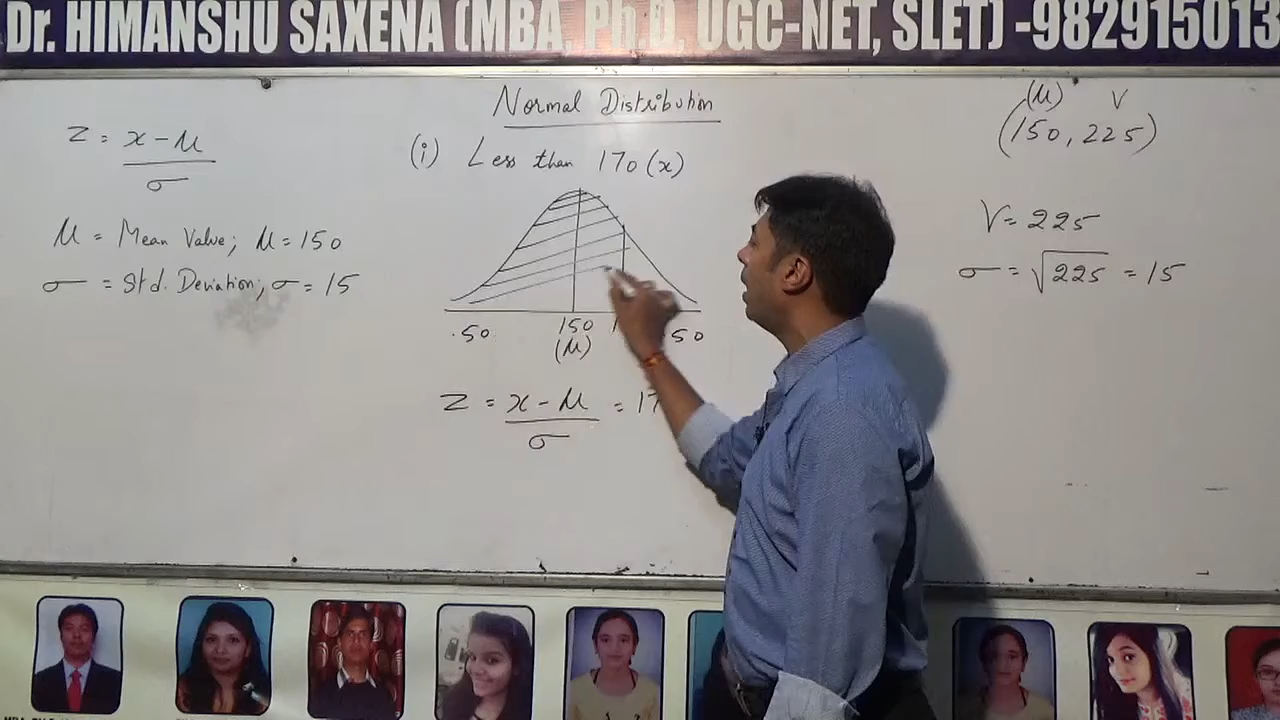 Dr. HIMANSHU SAXENA (MBA, Ph.D, UGC-NET, SLET) -982915013
Normal Distribution
(μ) V
(150, 225)
Z = x - μ
σ
(i) Less than 170 (x)
V = 225
σ = √225 = 15
μ = Mean Value; μ = 150
σ = Std. Deviation; σ = 15
.50 150 .50
(μ)
Z = x - μ = 17
σ